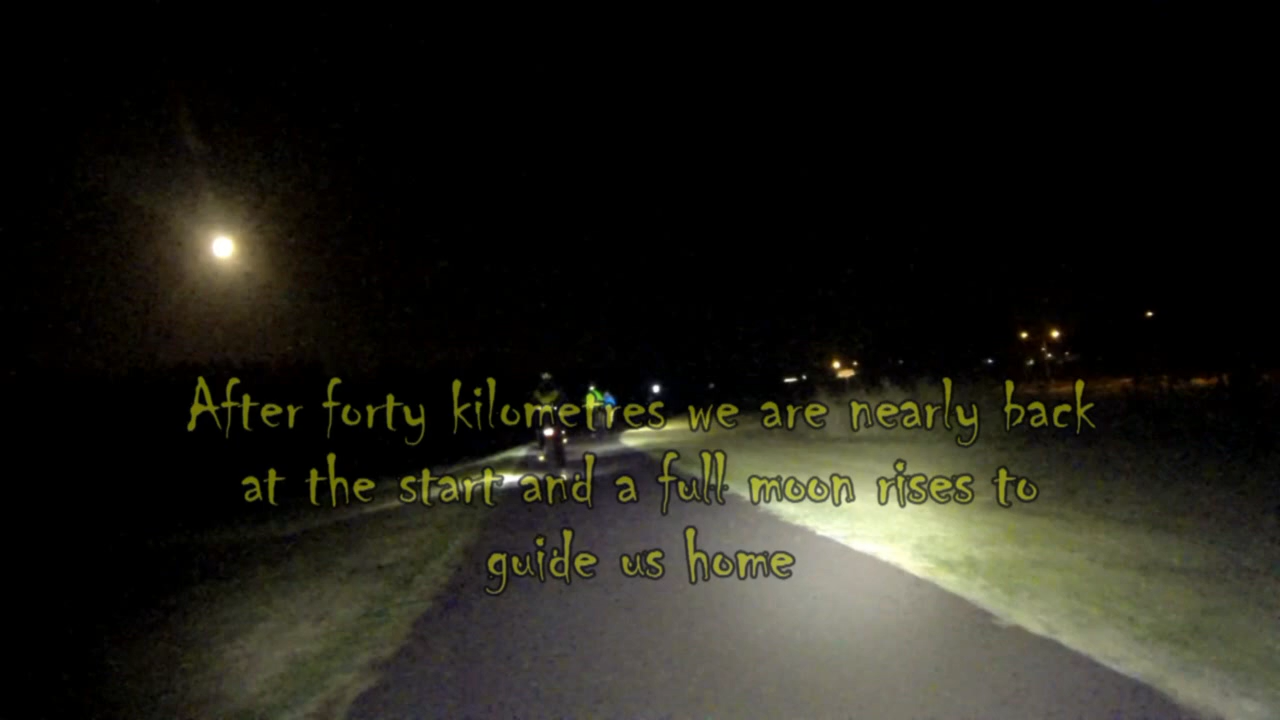 After forty kilometres we are nearly back
at the start and a full moon rises to
guide us home